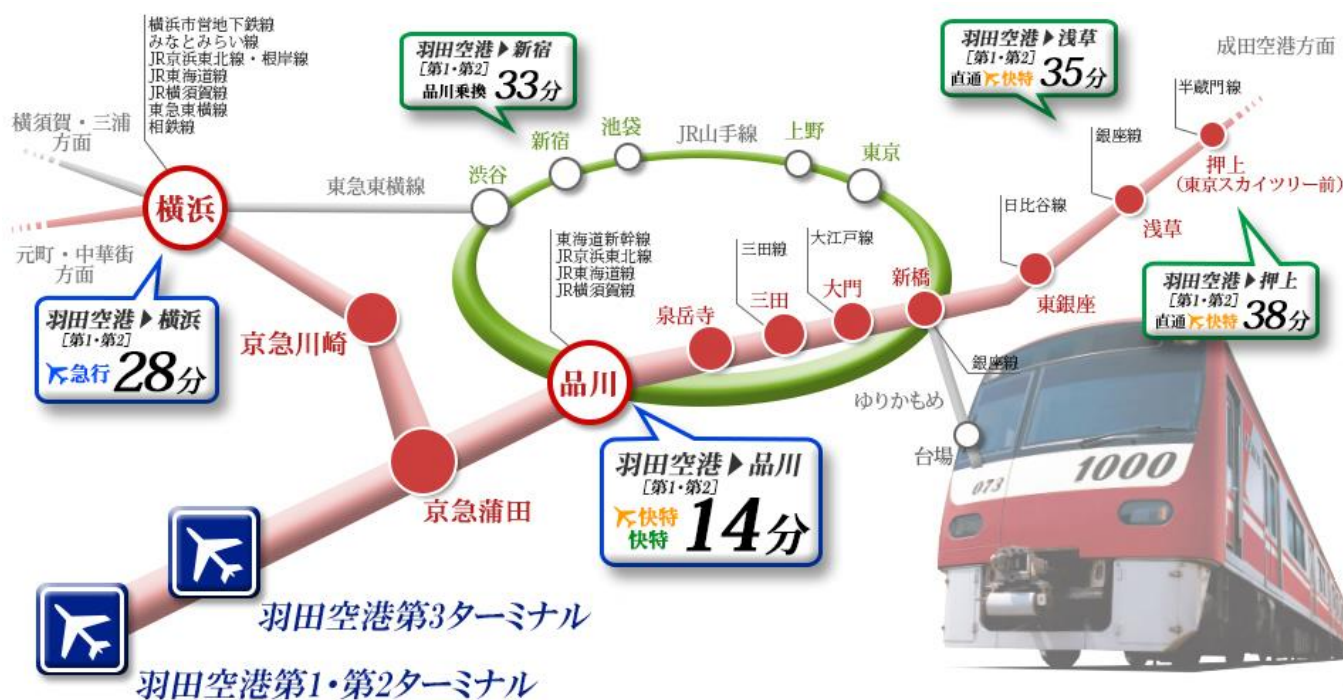 横浜市営地下鉄線
みなとみらい線
JR京浜東北線・根岸線
JR東海道線
JR横須賀線
東急東横線
相鉄線
横須賀・三浦
方面
横浜
元町・中華街
方面
羽田空港▶横浜
[第1・第2]
急行 28分
京急川崎
東急東横線
羽田空港▶新宿
[第1・第2]
品川乗換 33分
渋谷
新宿
池袋
JR山手線
上野
東京
東海道新幹線
JR京浜東北線
JR東海道線
JR横須賀線
品川
泉岳寺
三田線
三田
大江戸線
大門
新橋
銀座線
ゆりかもめ
台場
日比谷線
東銀座
銀座線
浅草
半蔵門線
押上
(東京スカイツリー前)
成田空港方面
羽田空港▶浅草
[第1・第2]
直通 快特 35分
羽田空港▶押上
[第1・第2]
直通 快特 38分
羽田空港▶品川
[第1・第2]
快特
快特 14分
京急蒲田
羽田空港第3ターミナル
羽田空港第1・第2ターミナル
1000
073